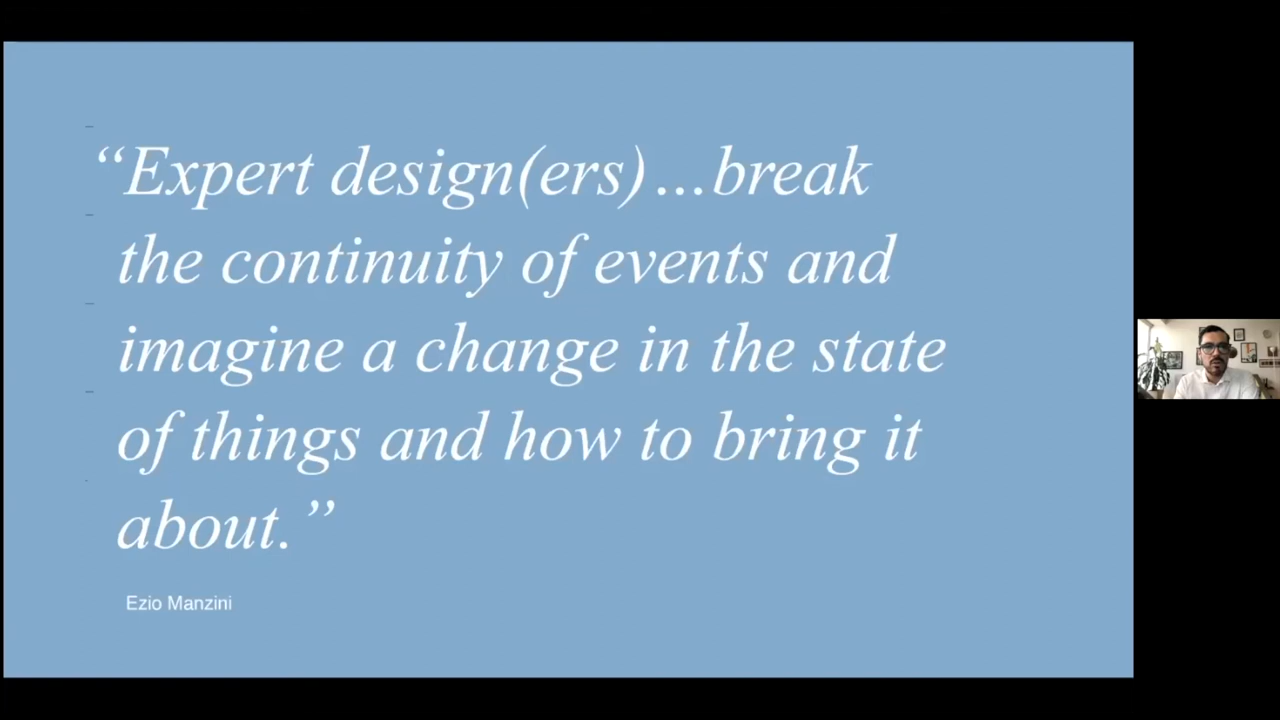 “Expert design(ers)…break
the continuity of events and
imagine a change in the state
of things and how to bring it
about.”
Ezio Manzini